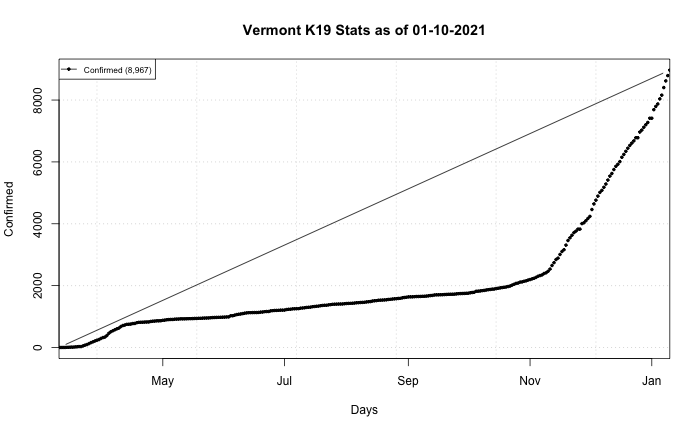 Vermont K19 Stats as of 01-10-2021
Confirmed (8,967)
Confirmed
8000
6000
4000
2000
0
May Jul Sep Nov Jan
Days